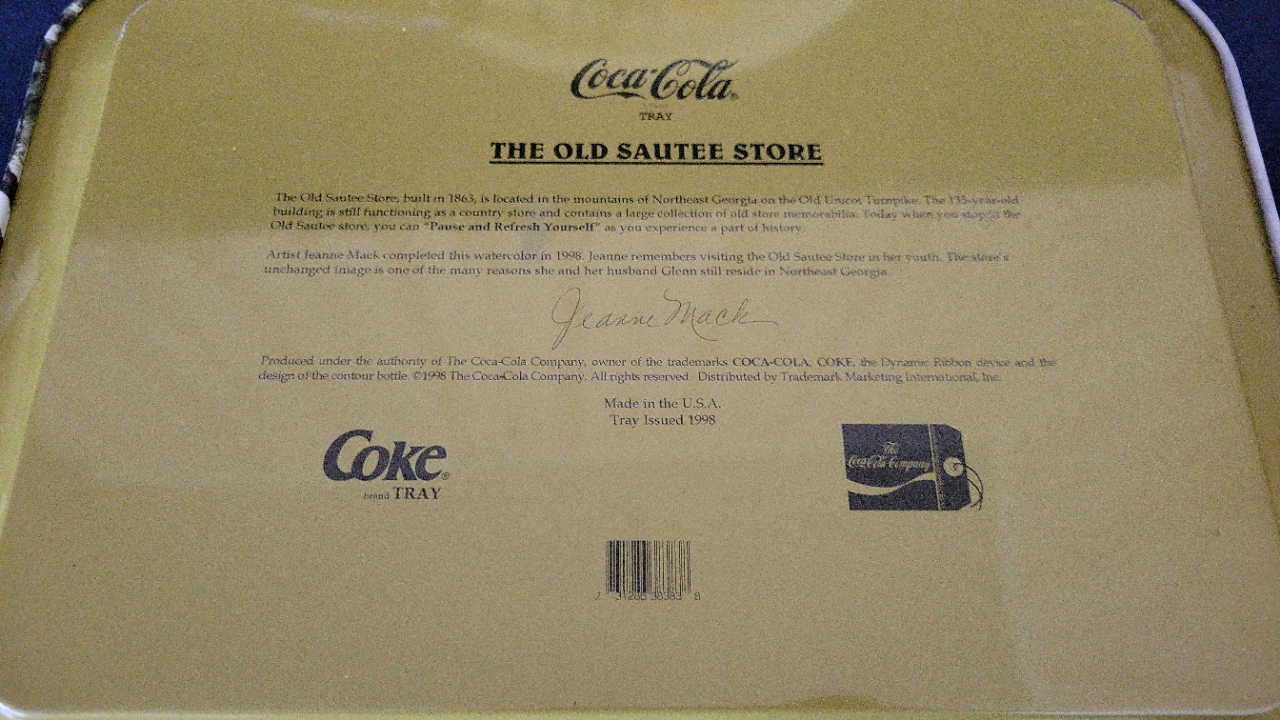 Coca-Cola
TRAY
THE OLD SAUTEE STORE
The Old Sautee Store, built in 1863, is located in the mountains of Northeast Georgia on the Old Unicoi Turnpike. The 135-year-old
building is still functioning as a country store and contains a large collection of old store memorabilia. Today when you stop at the
Old Sautee store, you can "Pause and Refresh Yourself" as you experience a part of history.
Artist Jeanne Mack completed this watercolor in 1998. Jeanne remembers visiting the Old Sautee Store in her youth. The store's
unchanged image is one of the many reasons she and her husband Glenn still reside in Northeast Georgia.
Jeanne Mack
Produced under the authority of The Coca-Cola Company, owner of the trademarks COCA-COLA, COKE, the Dynamic Ribbon device and the
design of the contour bottle. ©1998 The Coca-Cola Company. All rights reserved. Distributed by Trademark Marketing International, Inc.
Made in the U.S.A.
Tray Issued 1998
Coke
brand TRAY
The
Coca-Cola Company